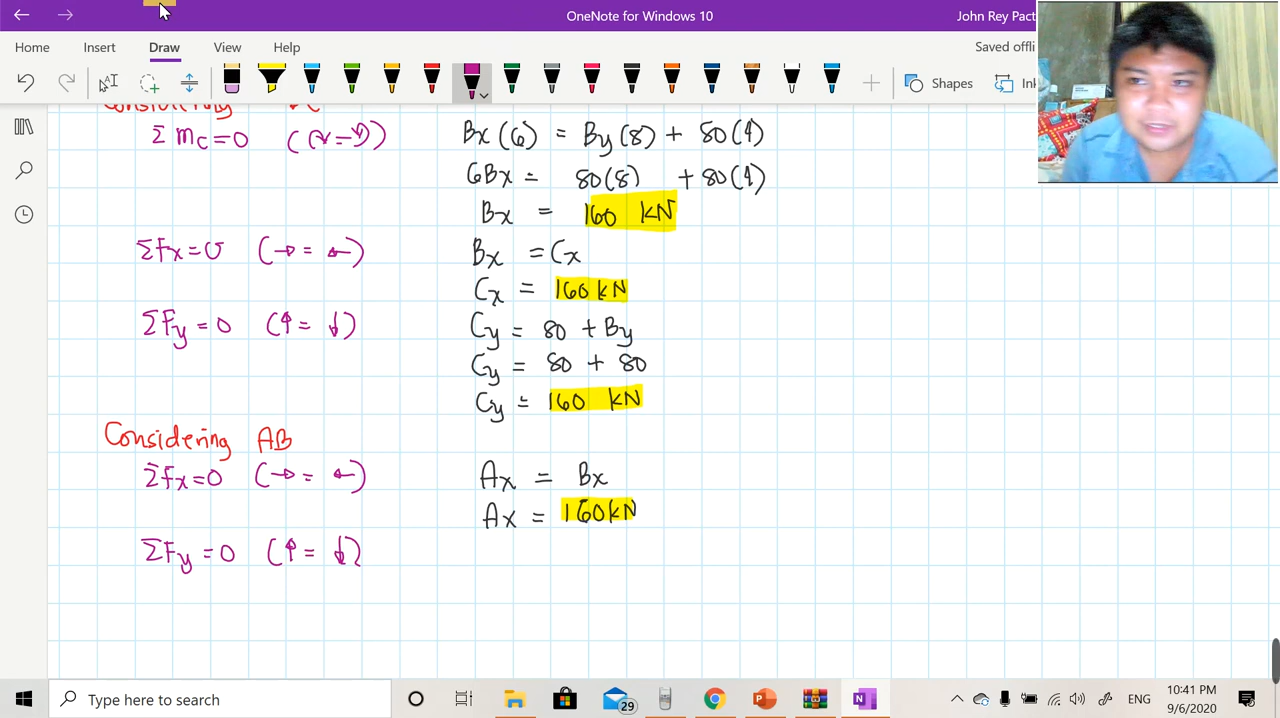 OneNote for Windows 10
John Rey Pact
Home Insert Draw View Help
Saved offli
Shapes
In
Considering
Σ Mc = 0 (↷ = ↶)
Bx(6) = By(8) + 80(4)
6Bx = 80(8) + 80(4)
Bx = 160 kN
ΣFx = 0 (→ = ←)
Bx = Cx
Cx = 160 kN
ΣFy = 0 (↑ = ↓)
Cy = 80 + By
Cy = 80 + 80
Cy = 160 kN
Considering AB
ΣFx = 0 (→ = ←)
Ax = Bx
Ax = 160 kN
ΣFy = 0 (↑ = ↓)
Type here to search
29
ENG
10:41 PM
9/6/2020